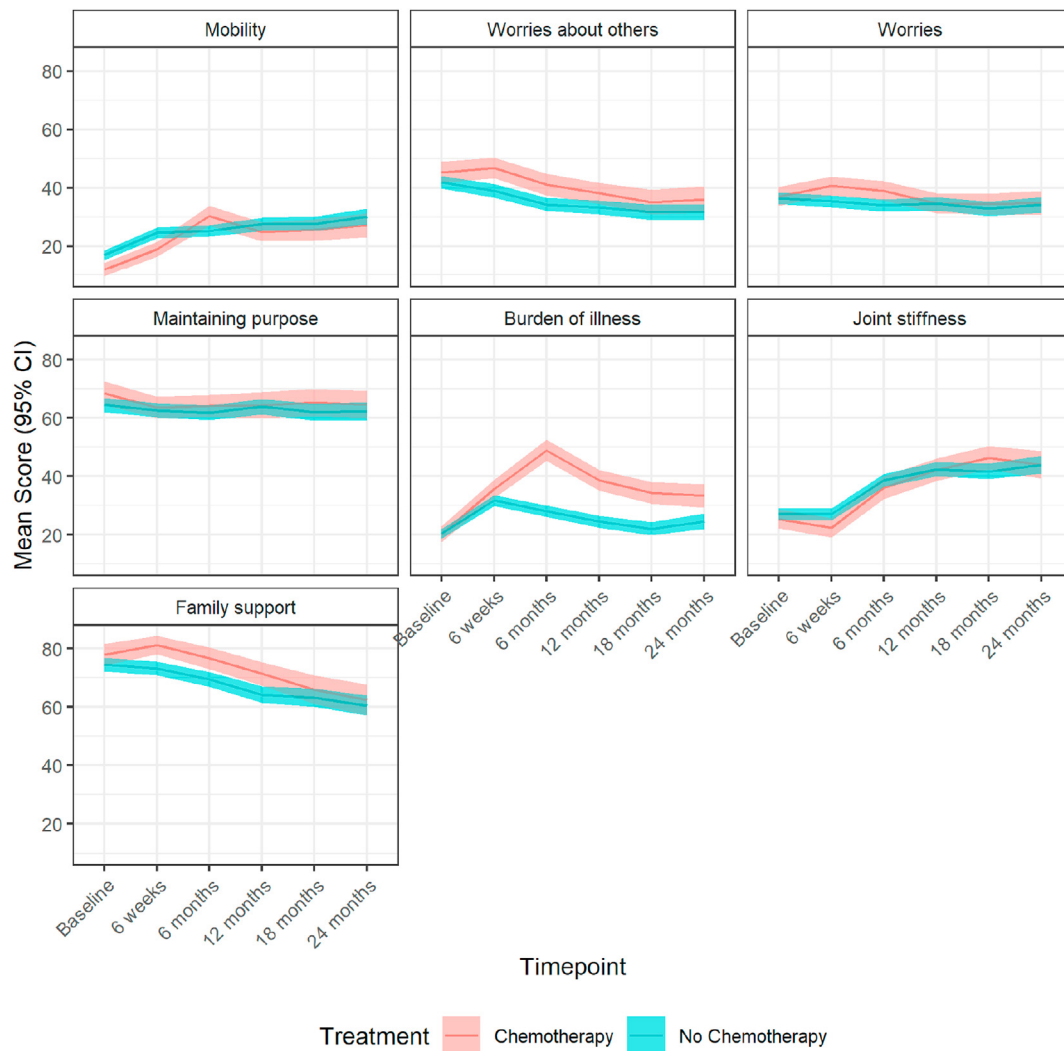 Mobility
Worries about others
Worries
80
60
40
20
Maintaining purpose
Burden of illness
Joint stiffness
80
60
40
20
Mean Score (95% CI)
Family support
80
60
40
20
Baseline
6 weeks
6 months
12 months
18 months
24 months
Baseline
6 weeks
6 months
12 months
18 months
24 months
Baseline
6 weeks
6 months
12 months
18 months
24 months
Timepoint
Treatment Chemotherapy No Chemotherapy